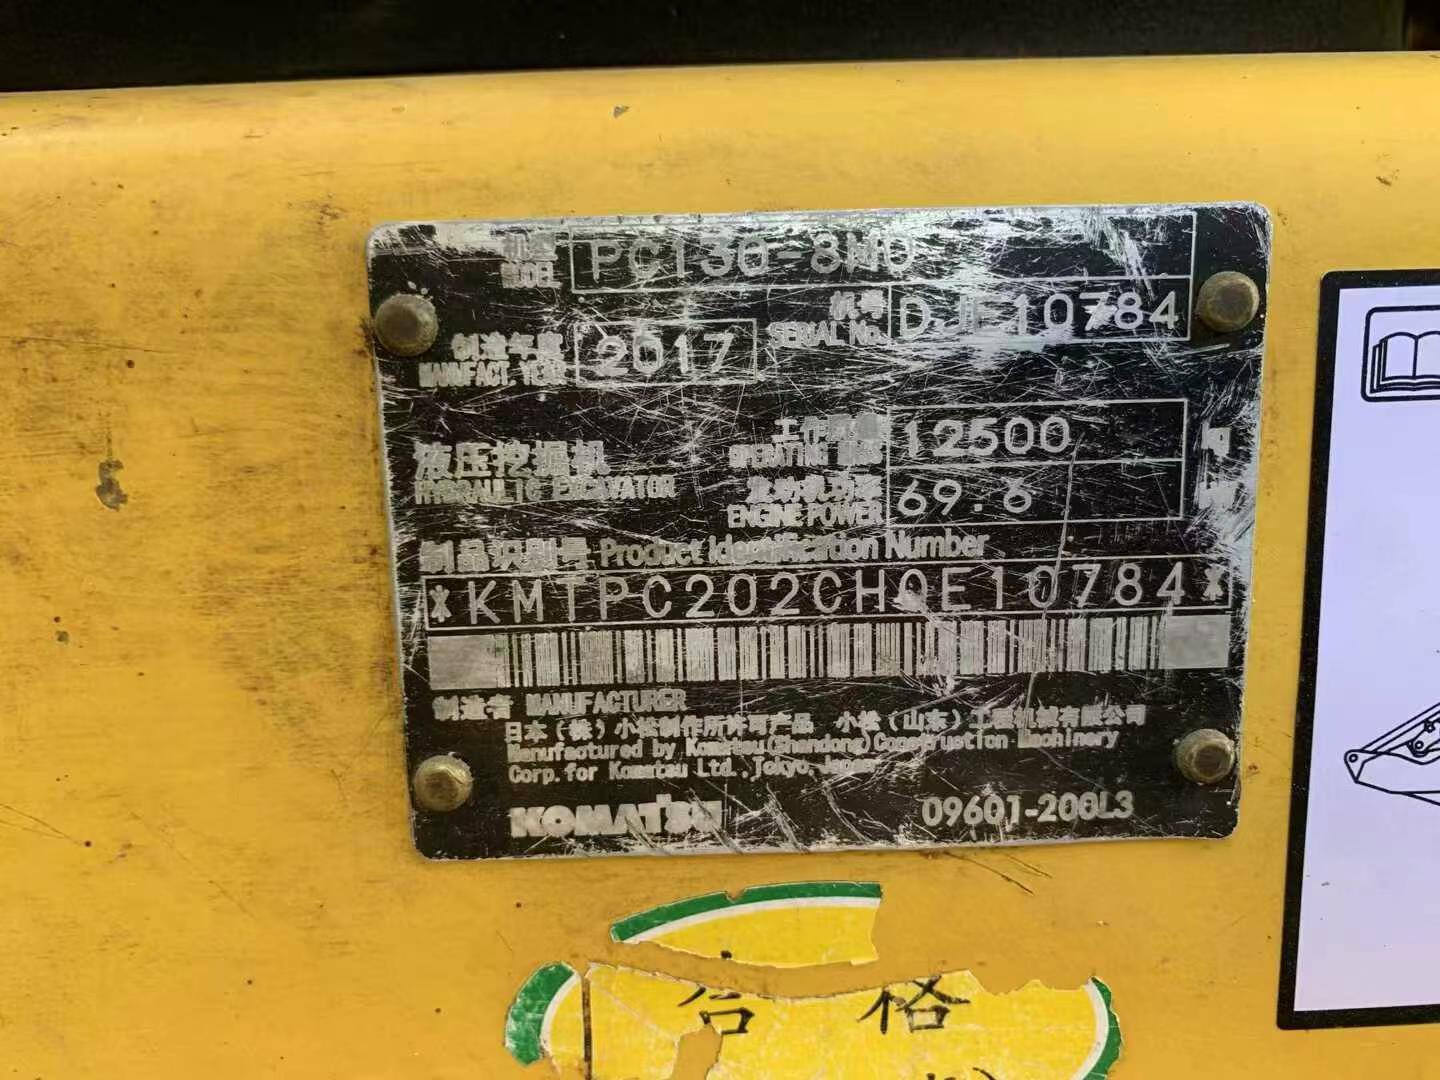 机型 MODEL PC130-8M0
机号 SERIAL No. DJE10784
制造年度 MANUFACT. YEAR 2017
液压挖掘机
HYDRAULIC EXCAVATOR
工作质量 OPERATING MASS 12500 kg
发动机功率 ENGINE POWER 69.6 kW
制品识别号 Product Identification Number
*KMTPC202CH0E10784*
制造者 MANUFACTURER
日本(株)小松制作所许可产品 小松(山东)工程机械有限公司
Manufactured by Komatsu(Shandong)Construction Machinery
Corp. for Komatsu Ltd., Tokyo, Japan
KOMATSU 09601-200L3
合格